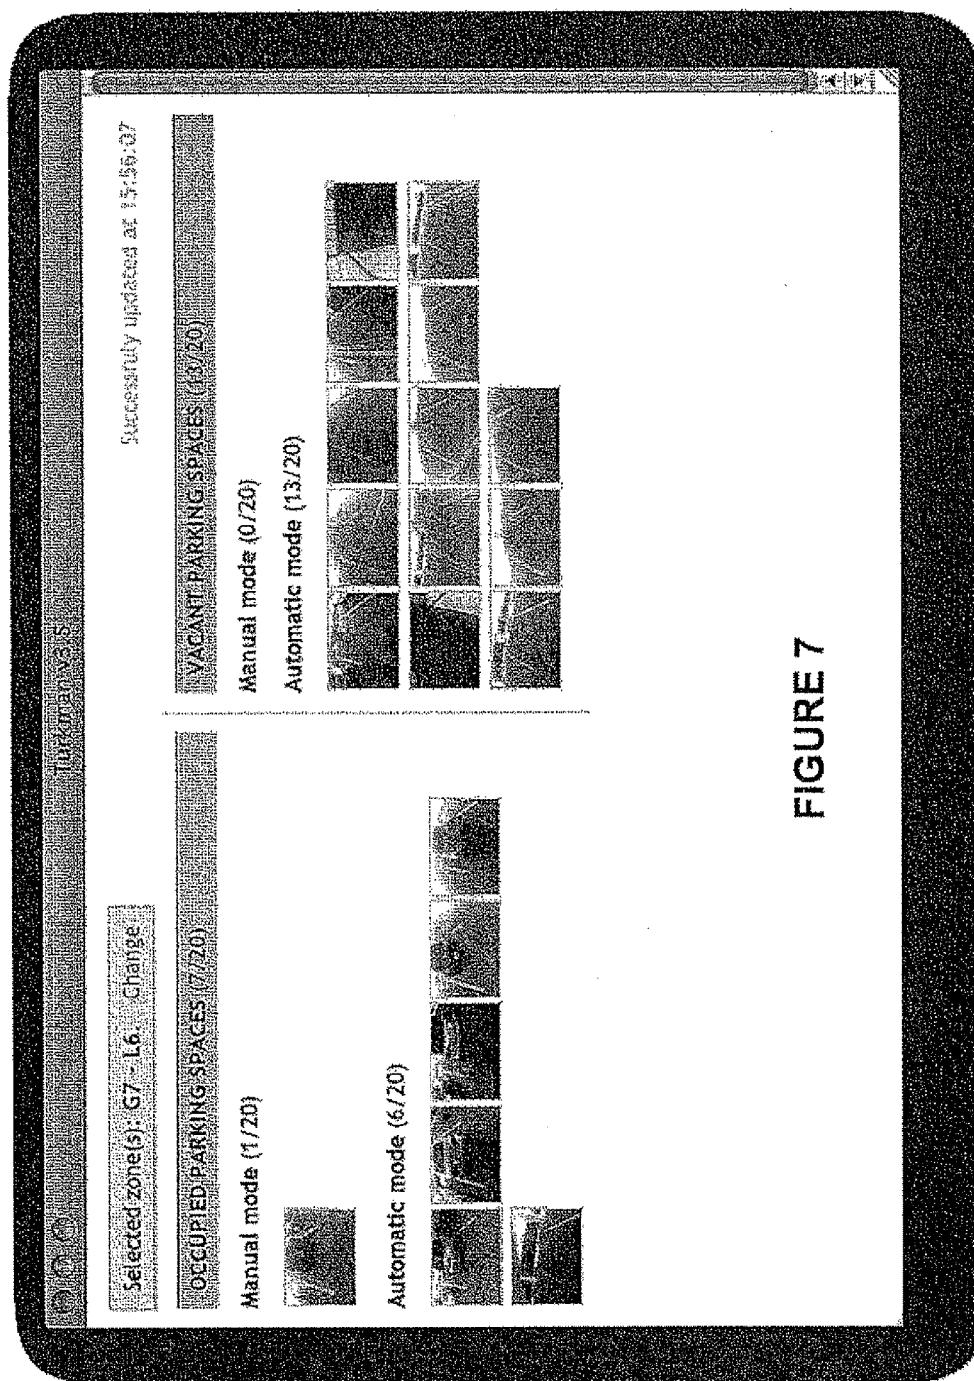 Turkman v3.5
Selected zone(s): G7 - L6. Change
Successfuly updated at 15:56:07
OCCUPIED PARKING SPACES (7/20)
Manual mode (1/20)
Automatic mode (6/20)
VACANT PARKING SPACES (13/20)
Manual mode (0/20)
Automatic mode (13/20)
FIGURE 7